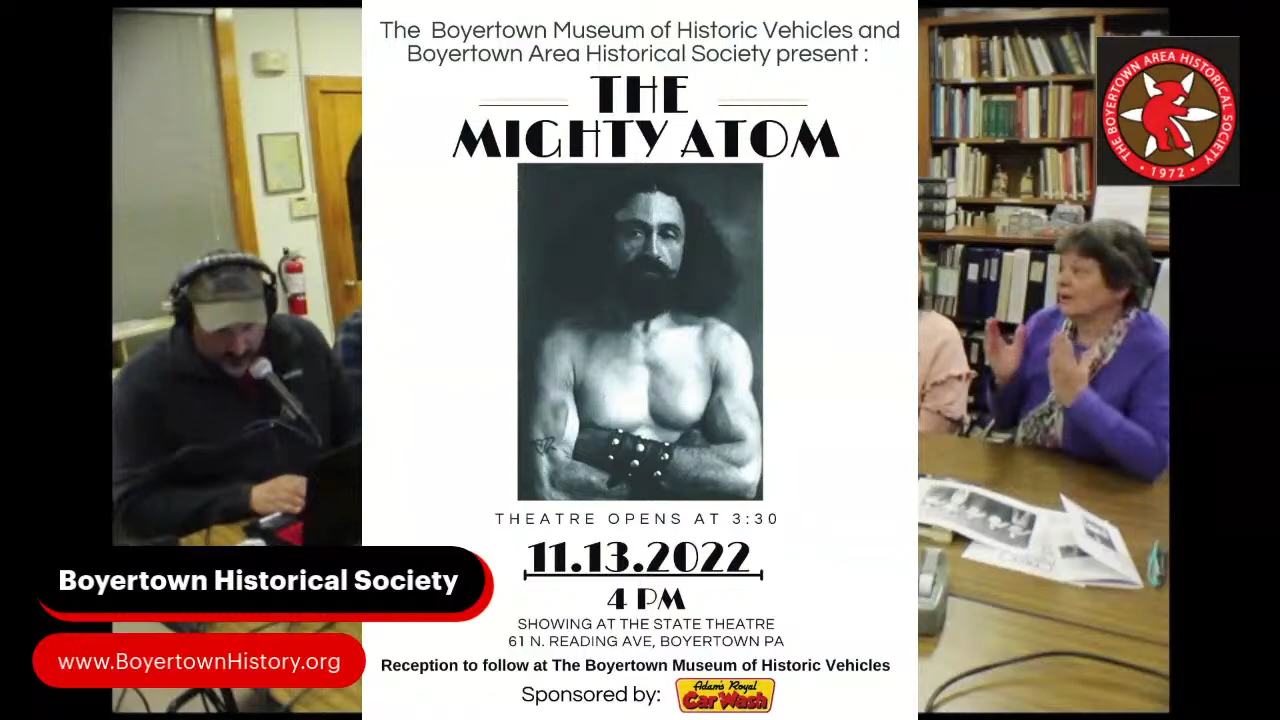 The Boyertown Museum of Historic Vehicles and
Boyertown Area Historical Society present :
THE
MIGHTY ATOM
THEATRE OPENS AT 3:30
11.13.2022
4 PM
SHOWING AT THE STATE THEATRE
61 N. READING AVE, BOYERTOWN PA
Reception to follow at The Boyertown Museum of Historic Vehicles
Sponsored by:
Adam's Royal
Car Wash
THE BOYERTOWN AREA HISTORICAL SOCIETY
• 1972 •
Boyertown Historical Society
www.BoyertownHistory.org